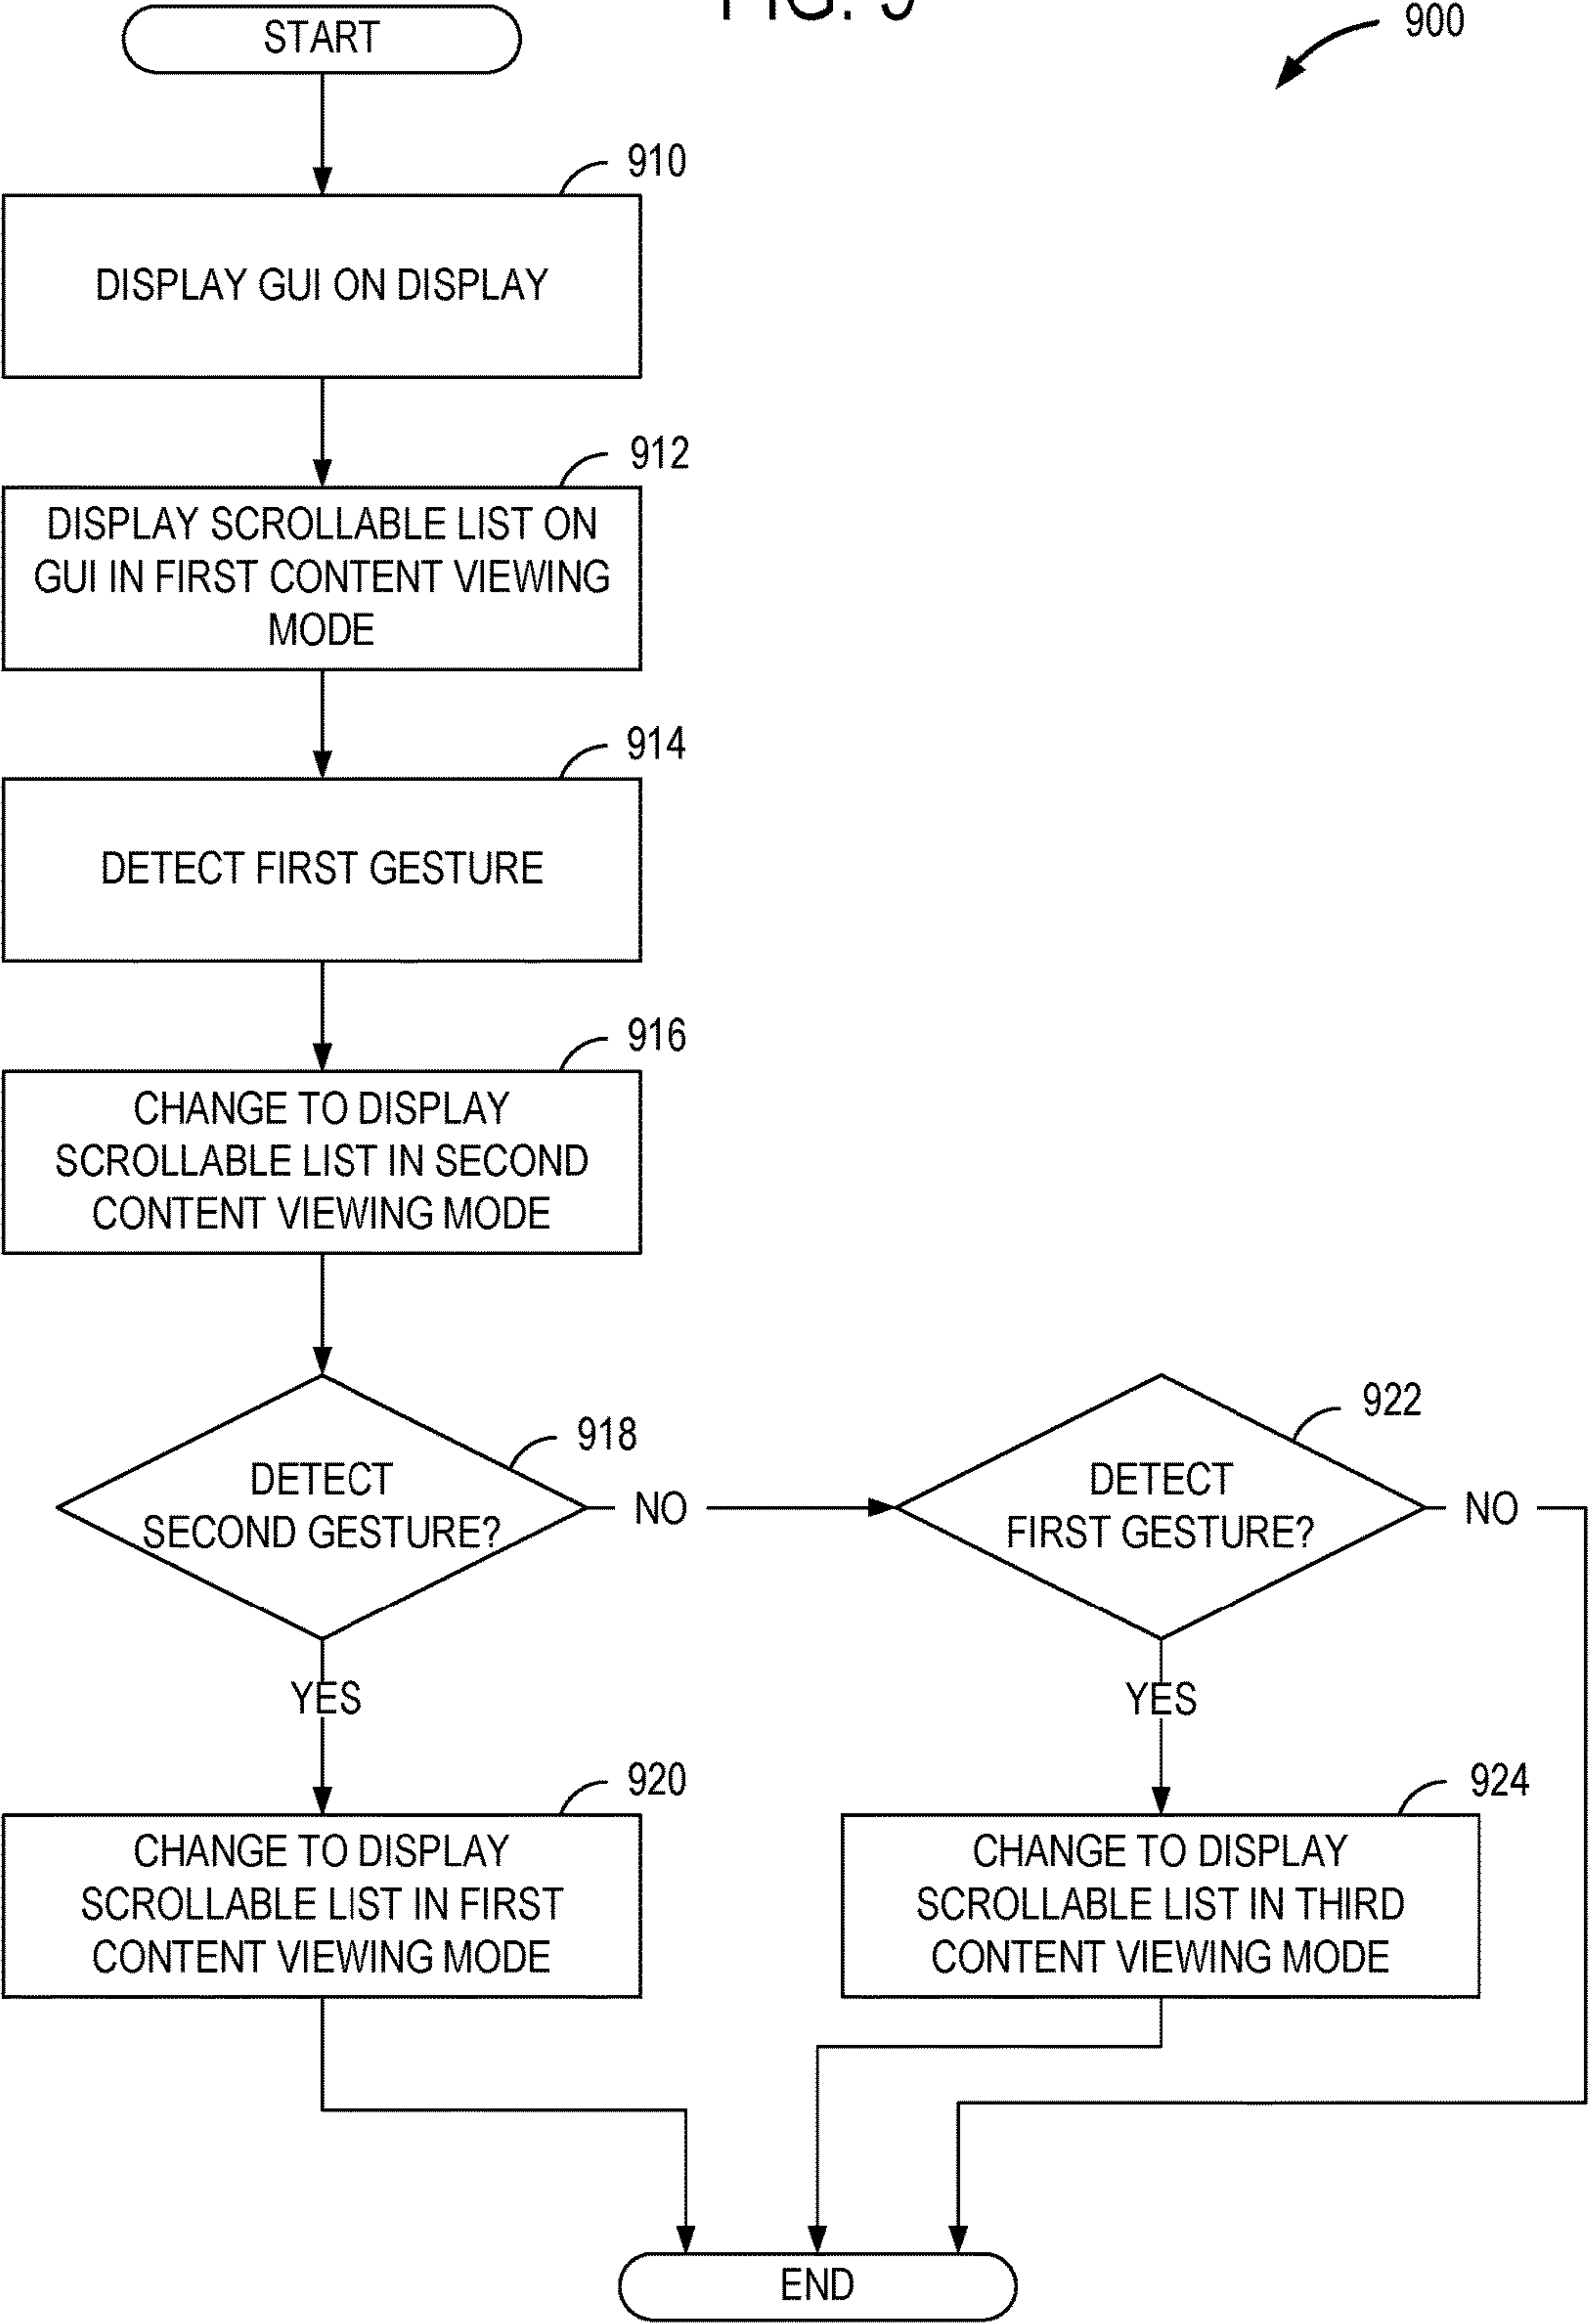 FIG. 9
900
START
910
DISPLAY GUI ON DISPLAY
912
DISPLAY SCROLLABLE LIST ON
GUI IN FIRST CONTENT VIEWING
MODE
914
DETECT FIRST GESTURE
916
CHANGE TO DISPLAY
SCROLLABLE LIST IN SECOND
CONTENT VIEWING MODE
918
DETECT
SECOND GESTURE?
NO
922
DETECT
FIRST GESTURE?
NO
YES
YES
920
CHANGE TO DISPLAY
SCROLLABLE LIST IN FIRST
CONTENT VIEWING MODE
924
CHANGE TO DISPLAY
SCROLLABLE LIST IN THIRD
CONTENT VIEWING MODE
END